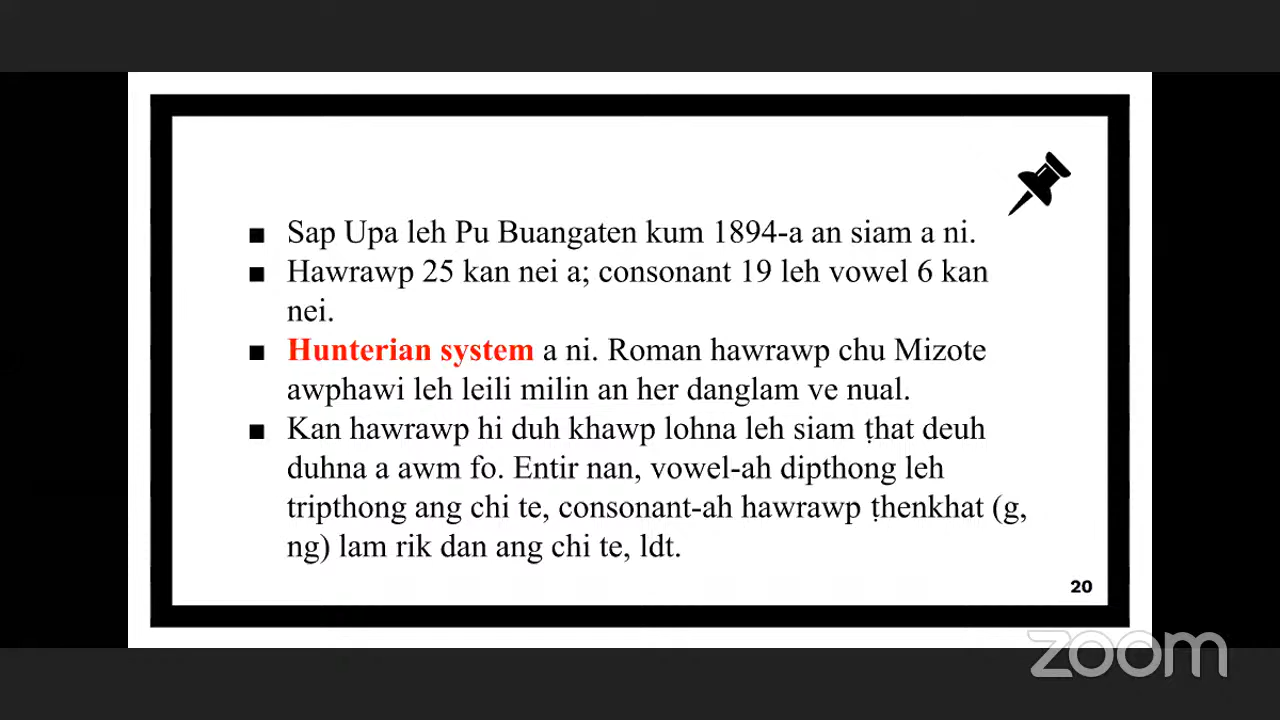 ■ Sap Upa leh Pu Buangaten kum 1894-a an siam a ni.
■ Hawrawp 25 kan nei a; consonant 19 leh vowel 6 kan
nei.
■ Hunterian system a ni. Roman hawrawp chu Mizote
awphawi leh leili milin an her danglam ve nual.
■ Kan hawrawp hi duh khawp lohna leh siam ṭhat deuh
duhna a awm fo. Entir nan, vowel-ah dipthong leh
tripthong ang chi te, consonant-ah hawrawp ṭhenkhat (g,
ng) lam rik dan ang chi te, ldt.
20
zoom